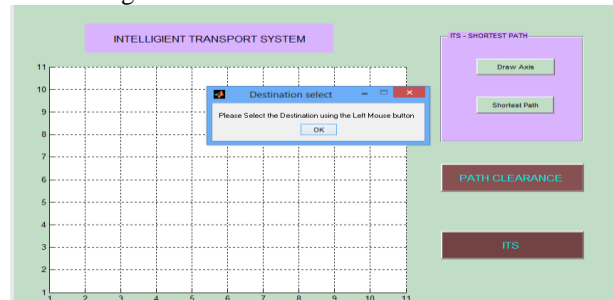 INTELLIGIENT TRANSPORT SYSTEM
ITS - SHORTEST PATH
Draw Axis
Shortest Path
Destination select
Please Select the Destination using the Left Mouse button
OK
PATH CLEARANCE
ITS
11
10
9
8
7
6
5
4
3
2
1
1 2 3 4 5 6 7 8 9 10 11